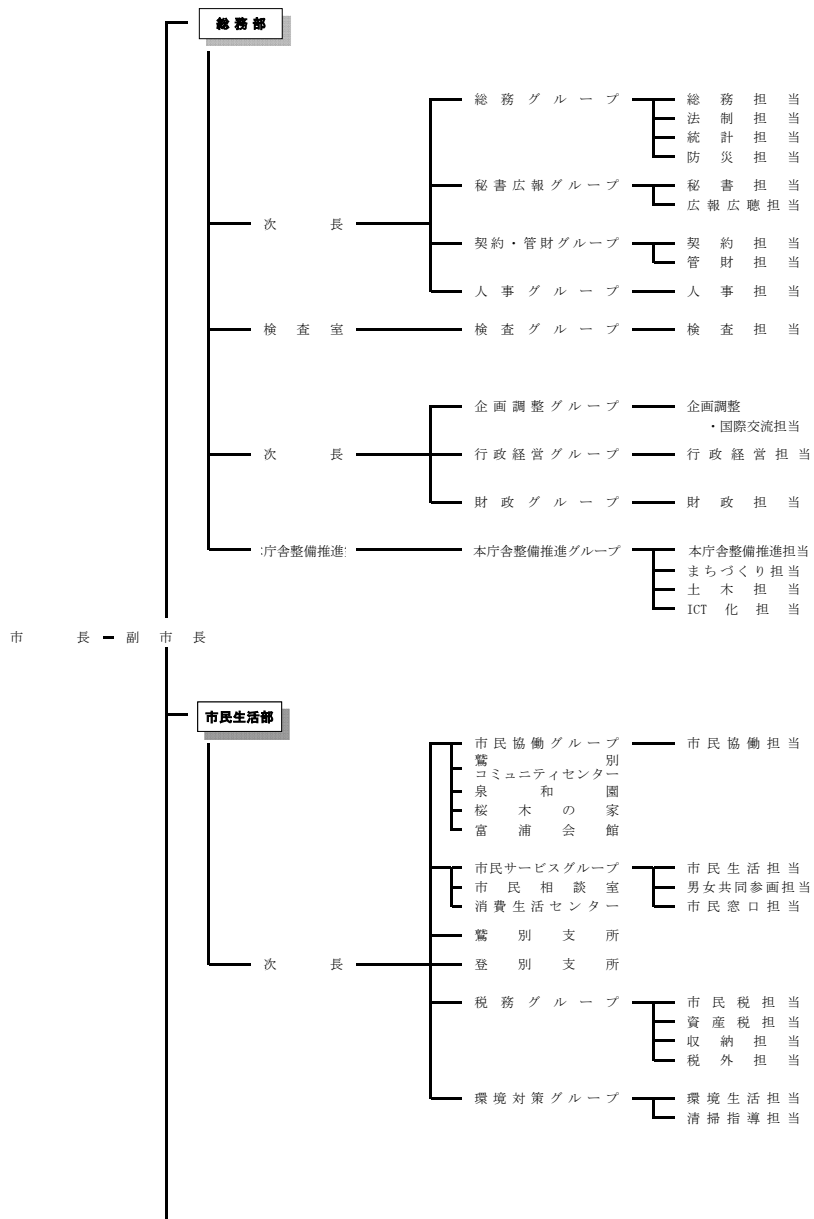 総務部
総務グループ 総務担当
法制担当
統計担当
防災担当
秘書広報グループ 秘書担当
広報広聴担当
次長
契約・管財グループ 契約担当
管財担当
人事グループ 人事担当
検査室 検査グループ 検査担当
企画調整グループ 企画調整
・国際交流担当
次長 行政経営グループ 行政経営担当
財政グループ 財政担当
庁舎整備推進 本庁舎整備推進グループ 本庁舎整備推進担当
まちづくり担当
土木担当
ICT化担当
市長 副市長
市民生活部
市民協働グループ 市民協働担当
鷲別
コミュニティセンター
泉和園
桜木の家
富浦会館
市民サービスグループ 市民生活担当
市民相談室 男女共同参画担当
消費生活センター 市民窓口担当
鷲別支所
次長 登別支所
税務グループ 市民税担当
資産税担当
収納担当
税外担当
環境対策グループ 環境生活担当
清掃指導担当